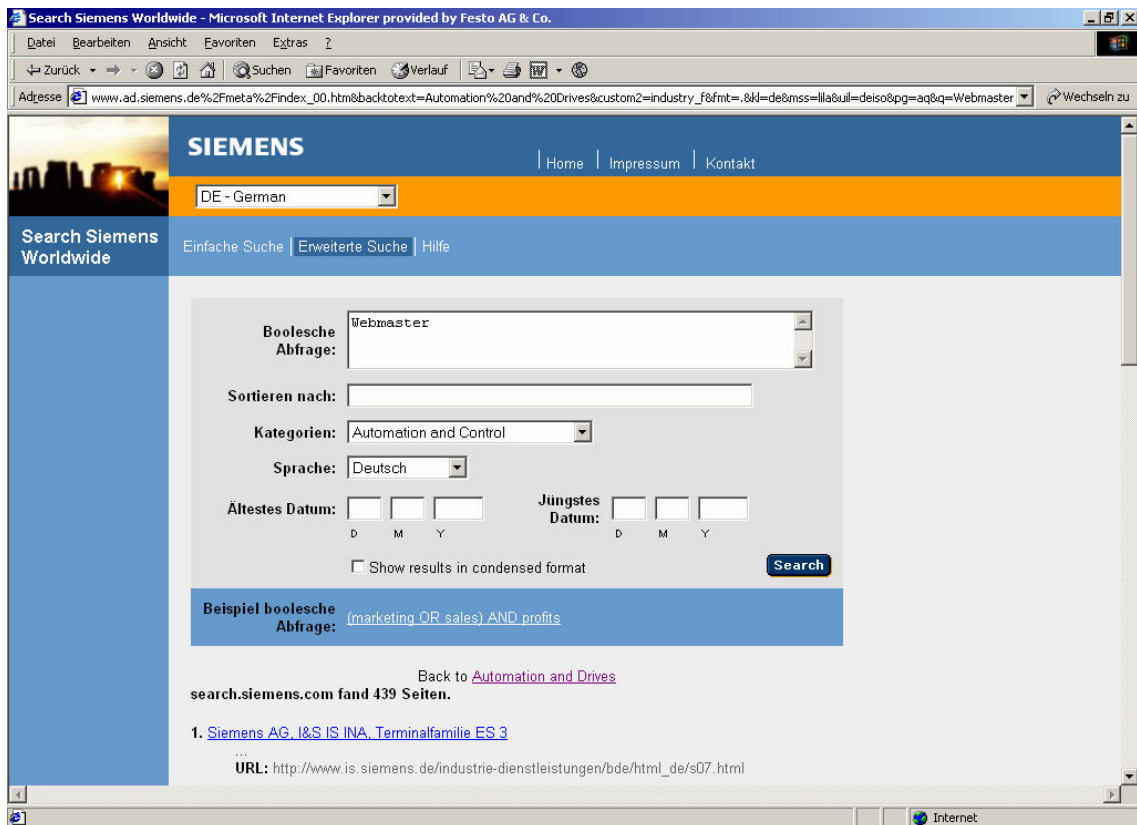 Search Siemens Worldwide - Microsoft Internet Explorer provided by Festo AG & Co.
Datei Bearbeiten Ansicht Favoriten Extras ?
Zurück Suchen Favoriten Verlauf
Adresse www.ad.siemens.de%2Fmeta%2Findex_00.htm&backtotext=Automation%20and%20Drives&custom2=industry_f&fmt=.&kl=de&mss=lila&uil=deiso&pg=aq&q=Webmaster Wechseln zu
SIEMENS
Home | Impressum | Kontakt
DE - German
Search Siemens
Worldwide
Einfache Suche | Erweiterte Suche | Hilfe
Boolesche
Abfrage:
Webmaster
Sortieren nach:
Kategorien: Automation and Control
Sprache: Deutsch
Ältestes Datum:
D M Y
Jüngstes
Datum:
D M Y
Show results in condensed format
Search
Beispiel boolesche
Abfrage:
(marketing OR sales) AND profits
Back to Automation and Drives
search.siemens.com fand 439 Seiten.
1. Siemens AG, I&S IS INA, Terminalfamilie ES 3
...
URL: http://www.is.siemens.de/industrie-dienstleistungen/bde/html_de/s07.html
Internet